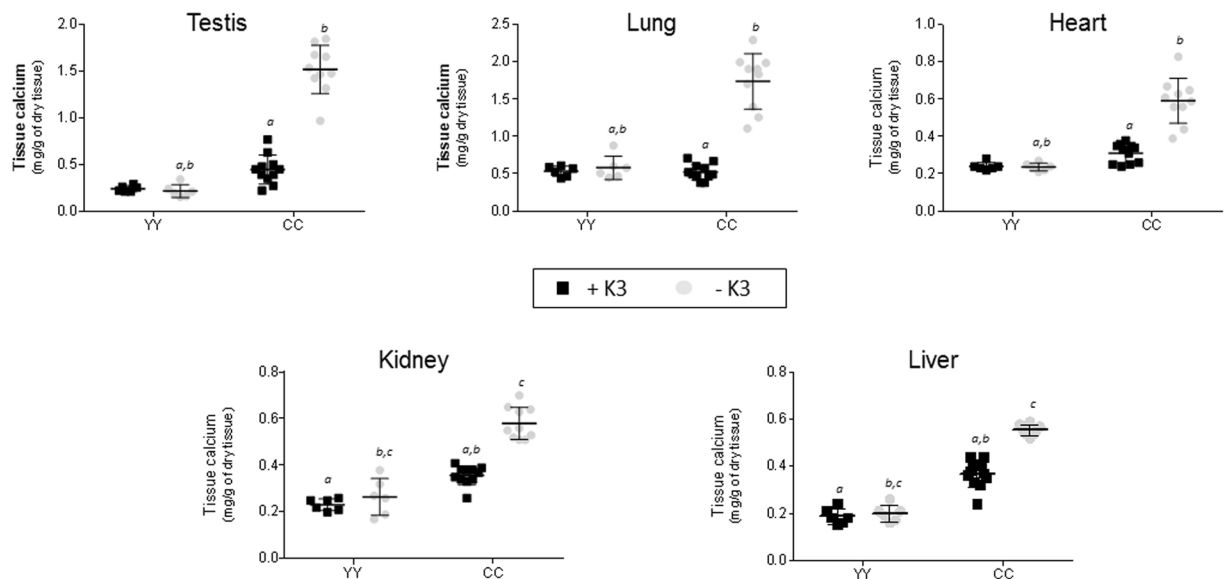 Testis
Tissue calcium
(mg/g of dry tissue)
2.0
1.5
1.0
0.5
0.0
a,b
a
b
YY
CC
Lung
Tissue calcium
(mg/g of dry tissue)
2.5
2.0
1.5
1.0
0.5
0.0
a,b
a
b
YY
CC
Heart
Tissue calcium
(mg/g of dry tissue)
1.0
0.8
0.6
0.4
0.2
0.0
a,b
a
b
YY
CC
+ K3
- K3
Kidney
Tissue calcium
(mg/g of dry tissue)
0.8
0.6
0.4
0.2
0.0
a
b,c
a,b
c
YY
CC
Liver
Tissue calcium
(mg/g of dry tissue)
0.8
0.6
0.4
0.2
0.0
a
b,c
a,b
c
YY
CC